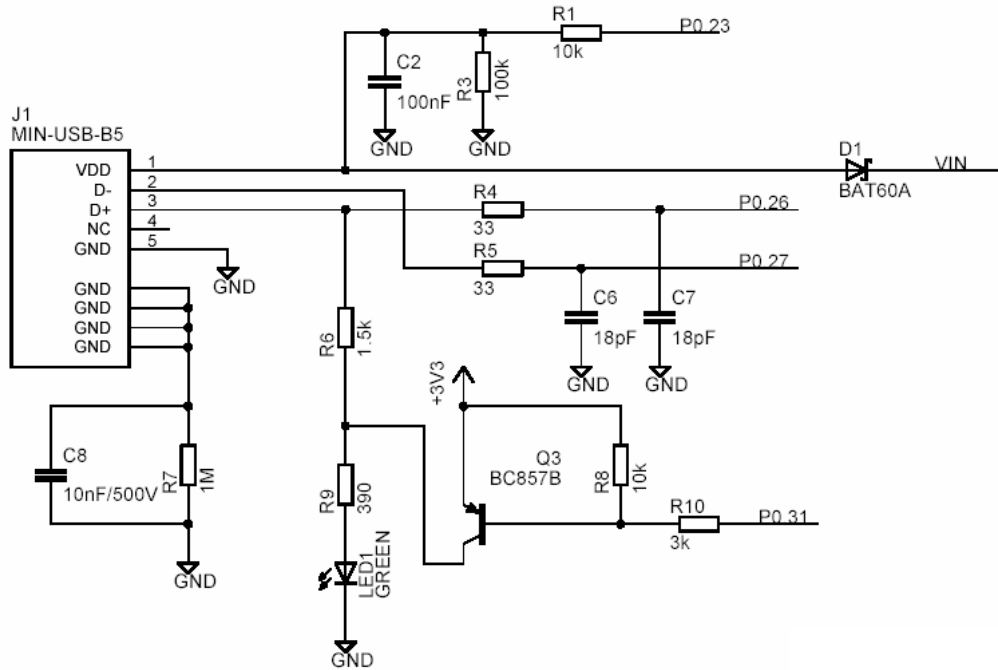 R1
10k
P0.23
C2
100nF
R3
100k
GND
GND
J1
MIN-USB-B5
VDD
D-
D+
NC
GND
GND
GND
GND
GND
1
2
3
4
5
GND
D1
BAT60A
VIN
R4
33
P0.26
R5
33
P0.27
C6
18pF
C7
18pF
GND
GND
R6
1.5k
+3V3
Q3
BC857B
R8
10k
R10
3k
P0.31
C8
10nF/500V
R7
1M
GND
R9
390
LED1
GREEN
GND